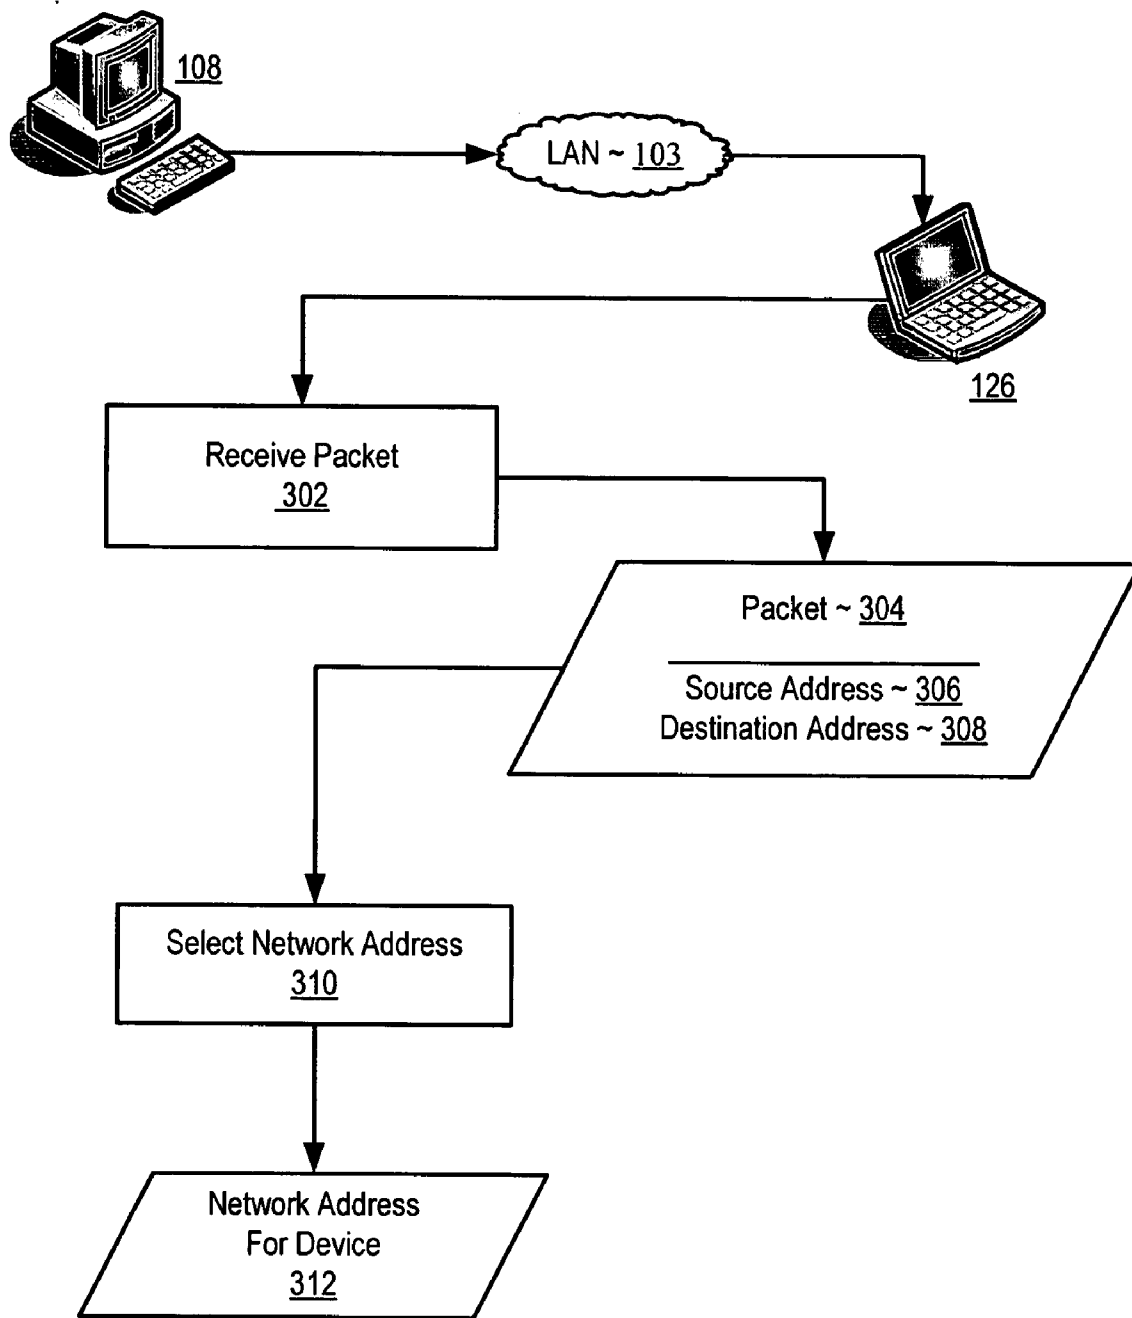 108
LAN ~ 103
126
Receive Packet
302
Packet ~ 304
Source Address ~ 306
Destination Address ~ 308
Select Network Address
310
Network Address
For Device
312